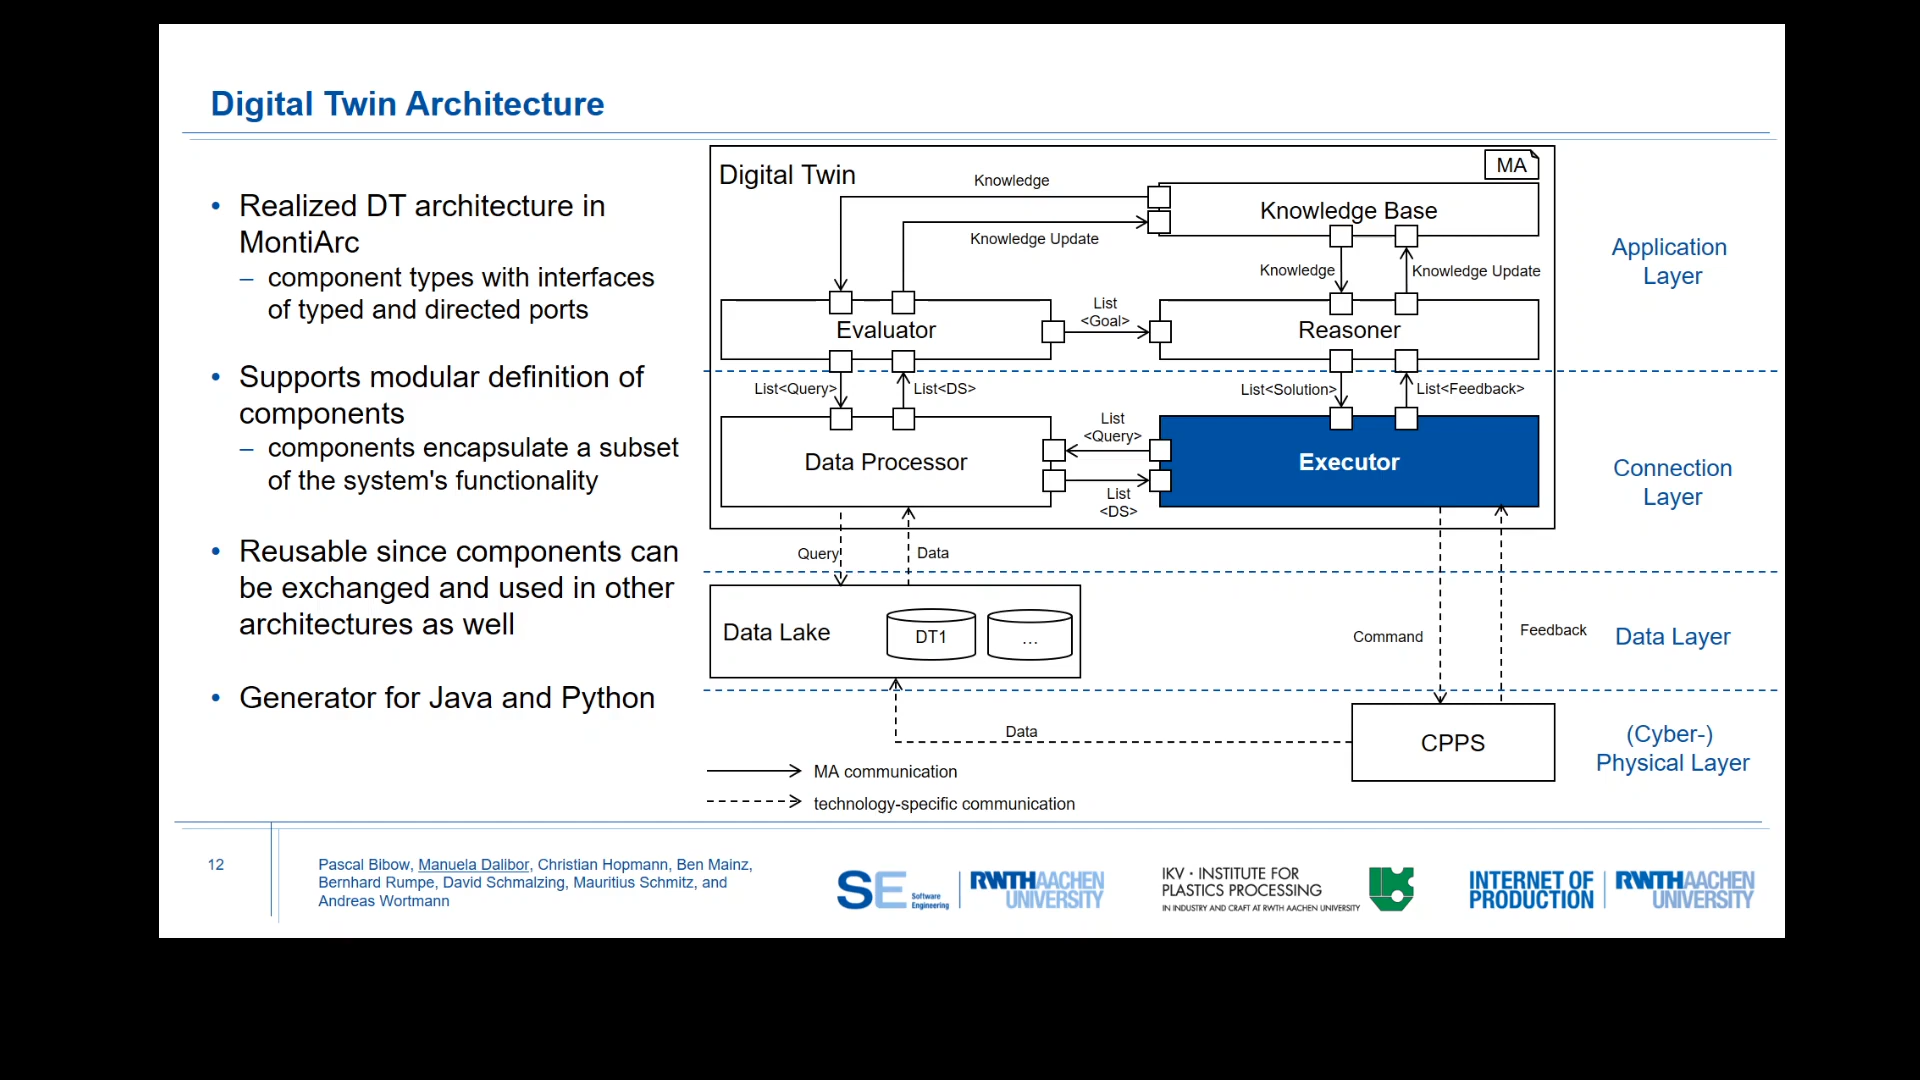 Digital Twin Architecture
• Realized DT architecture in
MontiArc
– component types with interfaces
of typed and directed ports
• Supports modular definition of
components
– components encapsulate a subset
of the system's functionality
• Reusable since components can
be exchanged and used in other
architectures as well
• Generator for Java and Python
Digital Twin
MA
Knowledge
Knowledge Base
Knowledge Update
Knowledge
Knowledge Update
Evaluator
List
<Goal>
Reasoner
List<Query>
List<DS>
List<Solution>
List<Feedback>
Data Processor
List
<Query>
List
<DS>
Executor
Query
Data
Data Lake
DT1
...
Command
Feedback
Data
CPPS
MA communication
technology-specific communication
Application
Layer
Connection
Layer
Data Layer
(Cyber-)
Physical Layer
12
Pascal Bibow, Manuela Dalibor, Christian Hopmann, Ben Mainz,
Bernhard Rumpe, David Schmalzing, Mauritius Schmitz, and
Andreas Wortmann
SE Software
Engineering
RWTHAACHEN
UNIVERSITY
IKV · INSTITUTE FOR
PLASTICS PROCESSING
IN INDUSTRY AND CRAFT AT RWTH AACHEN UNIVERSITY
INTERNET OF
PRODUCTION
RWTHAACHEN
UNIVERSITY